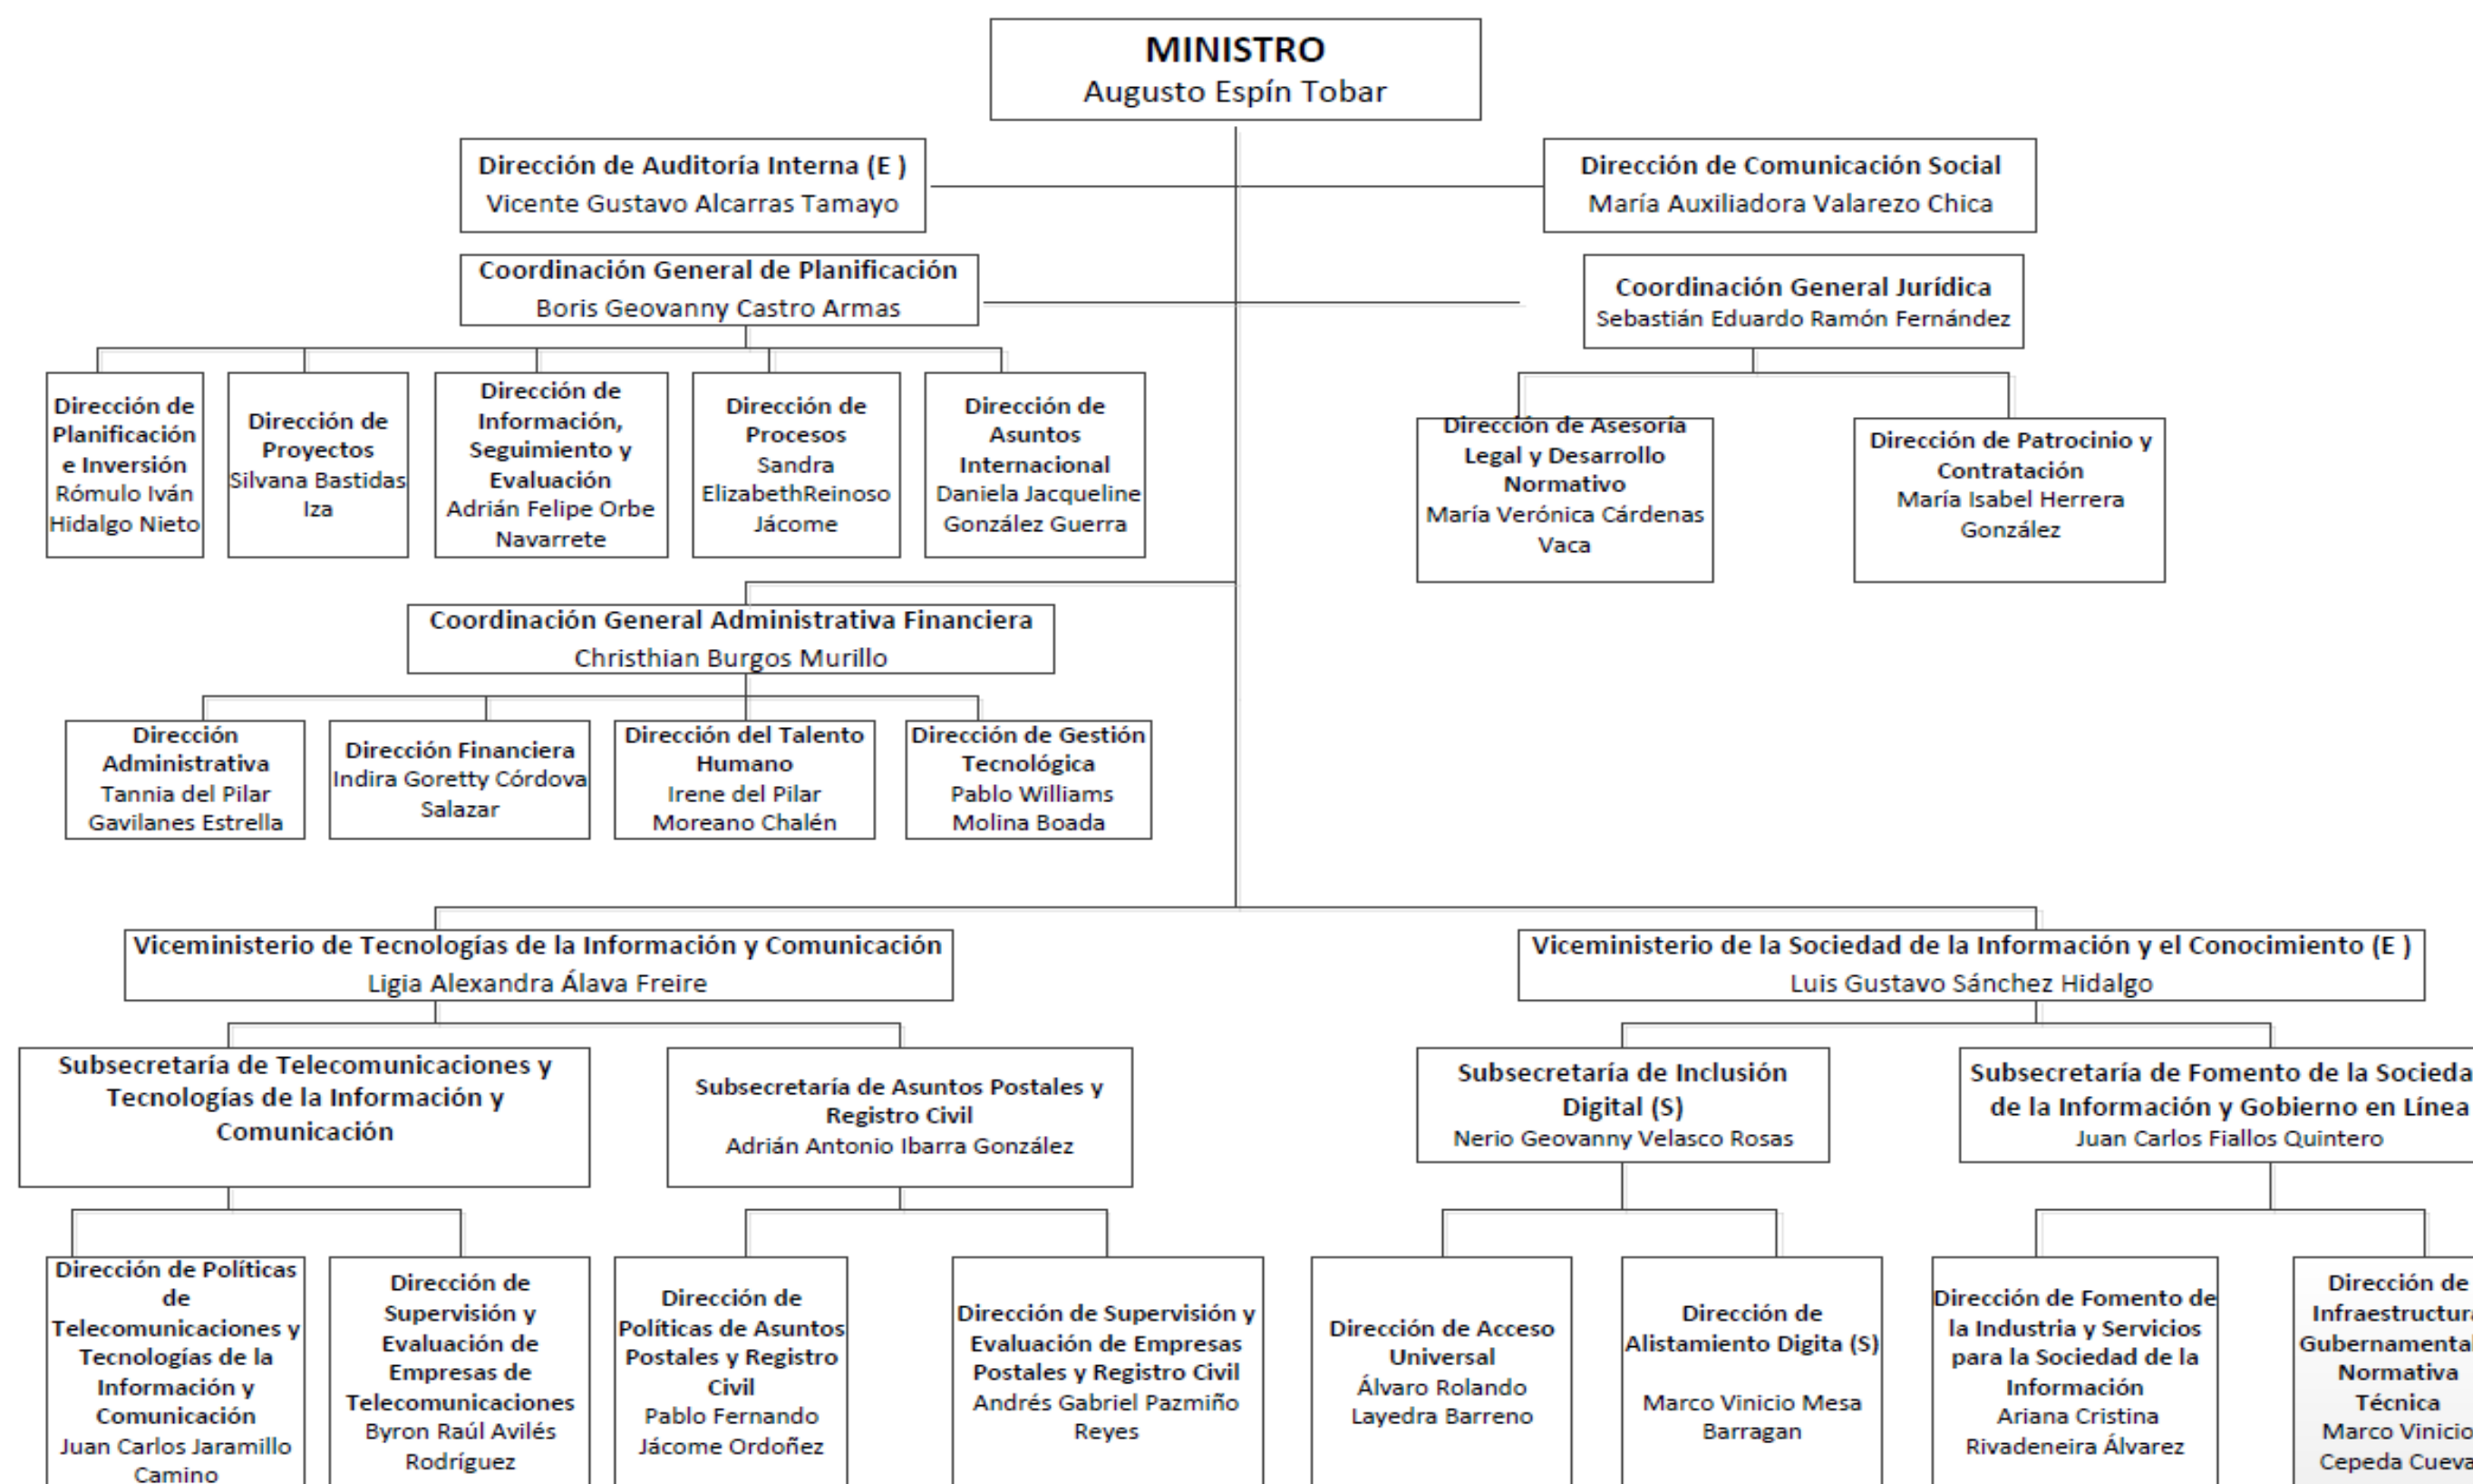 MINISTRO
Augusto Espín Tobar
Dirección de Auditoría Interna (E )
Vicente Gustavo Alcarras Tamayo
Dirección de Comunicación Social
María Auxiliadora Valarezo Chica
Coordinación General de Planificación
Boris Geovanny Castro Armas
Coordinación General Jurídica
Sebastián Eduardo Ramón Fernández
Dirección de
Planificación
e Inversión
Rómulo Iván
Hidalgo Nieto
Dirección de
Proyectos
Silvana Bastidas
Iza
Dirección de
Información,
Seguimiento y
Evaluación
Adrián Felipe Orbe
Navarrete
Dirección de
Procesos
Sandra
ElizabethReinoso
Jácome
Dirección de
Asuntos
Internacional
Daniela Jacqueline
González Guerra
Dirección de Asesoría
Legal y Desarrollo
Normativo
María Verónica Cárdenas
Vaca
Dirección de Patrocinio y
Contratación
María Isabel Herrera
González
Coordinación General Administrativa Financiera
Christhian Burgos Murillo
Dirección
Administrativa
Tannia del Pilar
Gavilanes Estrella
Dirección Financiera
Indira Goretty Córdova
Salazar
Dirección del Talento
Humano
Irene del Pilar
Moreano Chalén
Dirección de Gestión
Tecnológica
Pablo Williams
Molina Boada
Viceministerio de Tecnologías de la Información y Comunicación
Ligia Alexandra Álava Freire
Viceministerio de la Sociedad de la Información y el Conocimiento (E )
Luis Gustavo Sánchez Hidalgo
Subsecretaría de Telecomunicaciones y
Tecnologías de la Información y
Comunicación
Subsecretaría de Asuntos Postales y
Registro Civil
Adrián Antonio Ibarra González
Subsecretaría de Inclusión
Digital (S)
Nerio Geovanny Velasco Rosas
Subsecretaría de Fomento de la Socieda
de la Información y Gobierno en Línea
Juan Carlos Fiallos Quintero
Dirección de Políticas
de
Telecomunicaciones y
Tecnologías de la
Información y
Comunicación
Juan Carlos Jaramillo
Camino
Dirección de
Supervisión y
Evaluación de
Empresas de
Telecomunicaciones
Byron Raúl Avilés
Rodríguez
Dirección de
Políticas de Asuntos
Postales y Registro
Civil
Pablo Fernando
Jácome Ordoñez
Dirección de Supervisión y
Evaluación de Empresas
Postales y Registro Civil
Andrés Gabriel Pazmiño
Reyes
Dirección de Acceso
Universal
Álvaro Rolando
Layedra Barreno
Dirección de
Alistamiento Digita (S)
Marco Vinicio Mesa
Barragan
Dirección de Fomento de
la Industria y Servicios
para la Sociedad de la
Información
Ariana Cristina
Rivadeneira Álvarez
Dirección de
Infraestructura
Gubernamental
Normativa
Técnica
Marco Vinicio
Cepeda Cueva